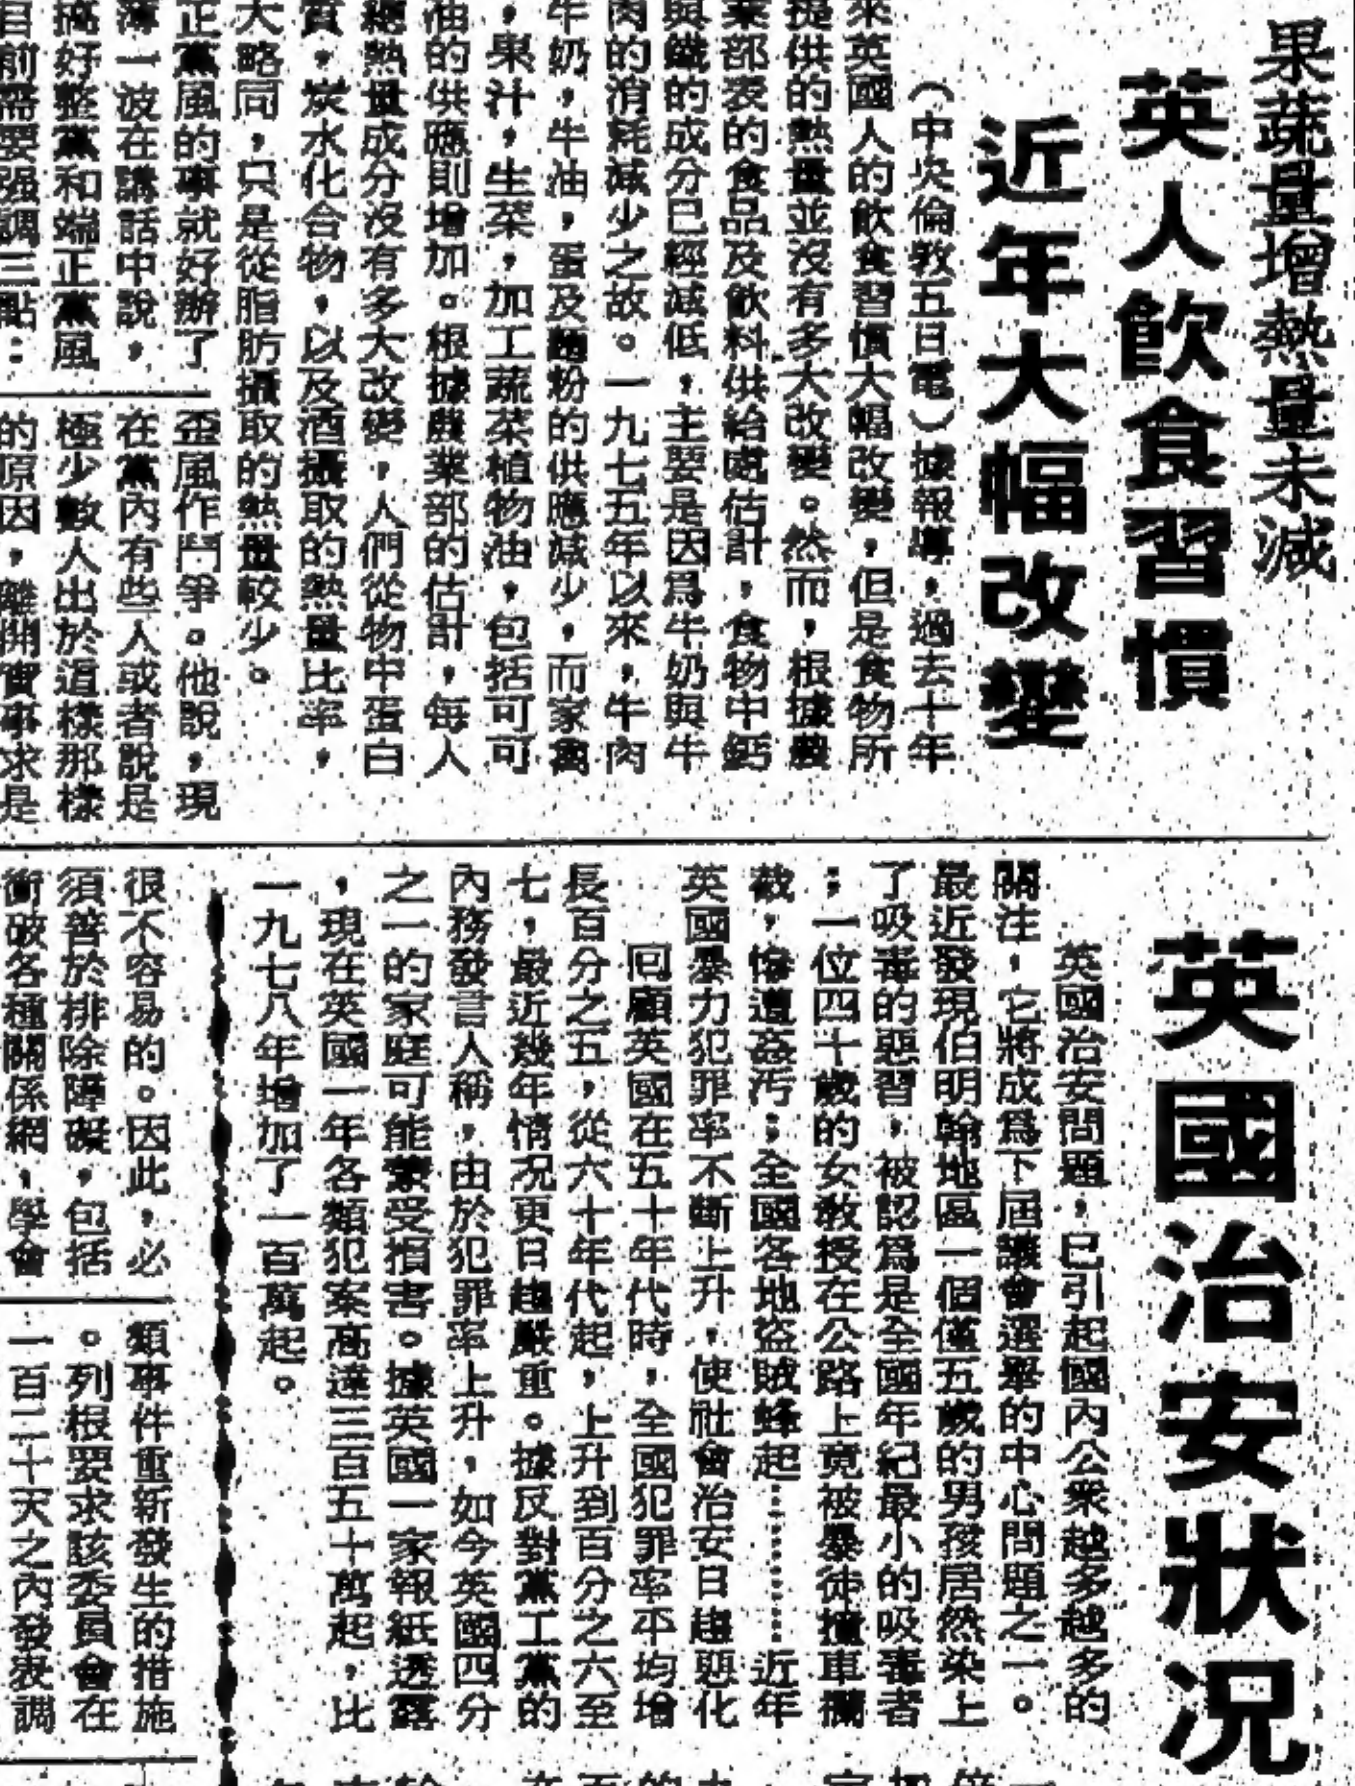 果蔬量增熱量未減
英人飲食習慣
近年大幅改變
（中央倫敦五日電）據報導，過去十年
來英國人的飲食習慣大幅改變，但是食物所
提供的熱量並沒有多大改變。然而，根據農
業部表的食品及飲料供給處估計，食物中鈣
與鐵的成分已經減低，主要是因爲牛奶與牛
肉的消耗減少之故。一九七五年以來，牛肉
牛奶，牛油，蛋及麵粉的供應減少，而家禽
，果汁，生菜，加工蔬菜植物油，包括可可
油的供應則增加。根據農業部的估計，每人
總熱量成分沒有多大改變，人們從物中蛋白
質，炭水化合物，以及酒攝取的熱量比率，
大略同，只是從脂肪攝取的熱量較少。
正黨風的事就好辦了
薄一波在講話中說，
搞好整黨和端正黨風
目前需要强調三點：
歪風作鬥爭。他說，現
在黨內有些人或者說是
極少數人出於這樣那樣
的原因，離開實事求是
英國治安狀況
英國治安問題，已引起國內公衆越多越多的
關注，它將成爲下屆議會選舉的中心問題之一。
最近發現伯明翰地區一個僅五歲的男孩居然染上
了吸毒的惡習，被認爲是全國年紀最小的吸毒者
；一位四十歲的女教授在公路上竟被暴徒擋車攔
截，慘遭姦污；全國各地盜賊蜂起………近年
英國暴力犯罪率不斷上升，使社會治安日趨惡化
回顧英國在五十年代時，全國犯罪率平均增
長百分之五，從六十年代起，上升到百分之六至
七，最近幾年情况更日趨嚴重。據反對黨工黨的
內務發言人稱，由於犯罪率上升，如今英國四分
之一的家庭可能蒙受損害。據英國一家報紙透露
，現在英國一年各類犯案高達三百五十萬起，比
一九七八年增加了一百萬起。
很不容易的。因此，必
須善於排除障礙，包括
衝破各種關係網，學會
類事件重新發生的措施
。列根要求該委員會在
一百二十天之內發表調